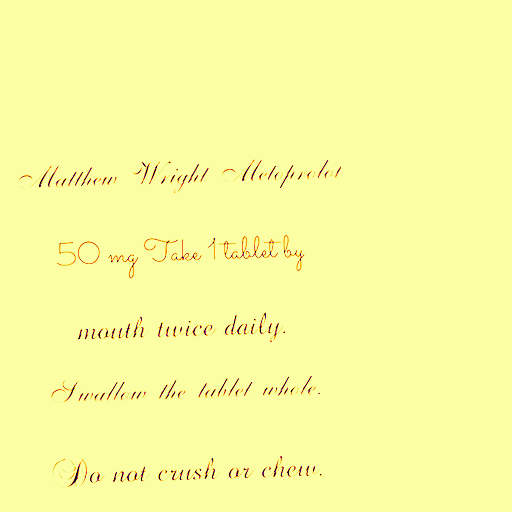 Matthew Wright Metoprolol
50 mg Take 1 tablet by
mouth twice daily.
Swallow the tablet whole.
Do not crush or chew.